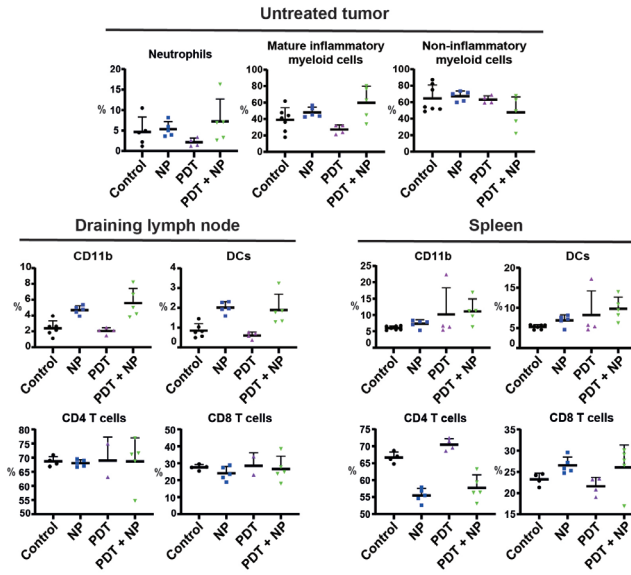 Untreated tumor
Neutrophils
Mature inflammatory
myeloid cells
Non-inflammatory
myeloid cells
%
20
15
10
5
0
Control
NP
PDT
PDT + NP
%
100
80
60
40
20
0
Control
NP
PDT
PDT + NP
%
100
80
60
40
20
0
Control
NP
PDT
PDT + NP
Draining lymph node
CD11b
%
10
8
6
4
2
0
Control
NP
PDT
PDT + NP
DCs
%
4
3
2
1
0
Control
NP
PDT
PDT + NP
CD4 T cells
%
80
75
70
65
60
55
50
Control
NP
PDT
PDT + NP
CD8 T cells
%
50
40
30
20
10
0
Control
NP
PDT
PDT + NP
Spleen
CD11b
%
25
20
15
10
5
0
Control
NP
PDT
PDT + NP
DCs
%
20
15
10
5
0
Control
NP
PDT
PDT + NP
CD4 T cells
%
75
70
65
60
55
50
Control
NP
PDT
PDT + NP
CD8 T cells
%
35
30
25
20
15
Control
NP
PDT
PDT + NP